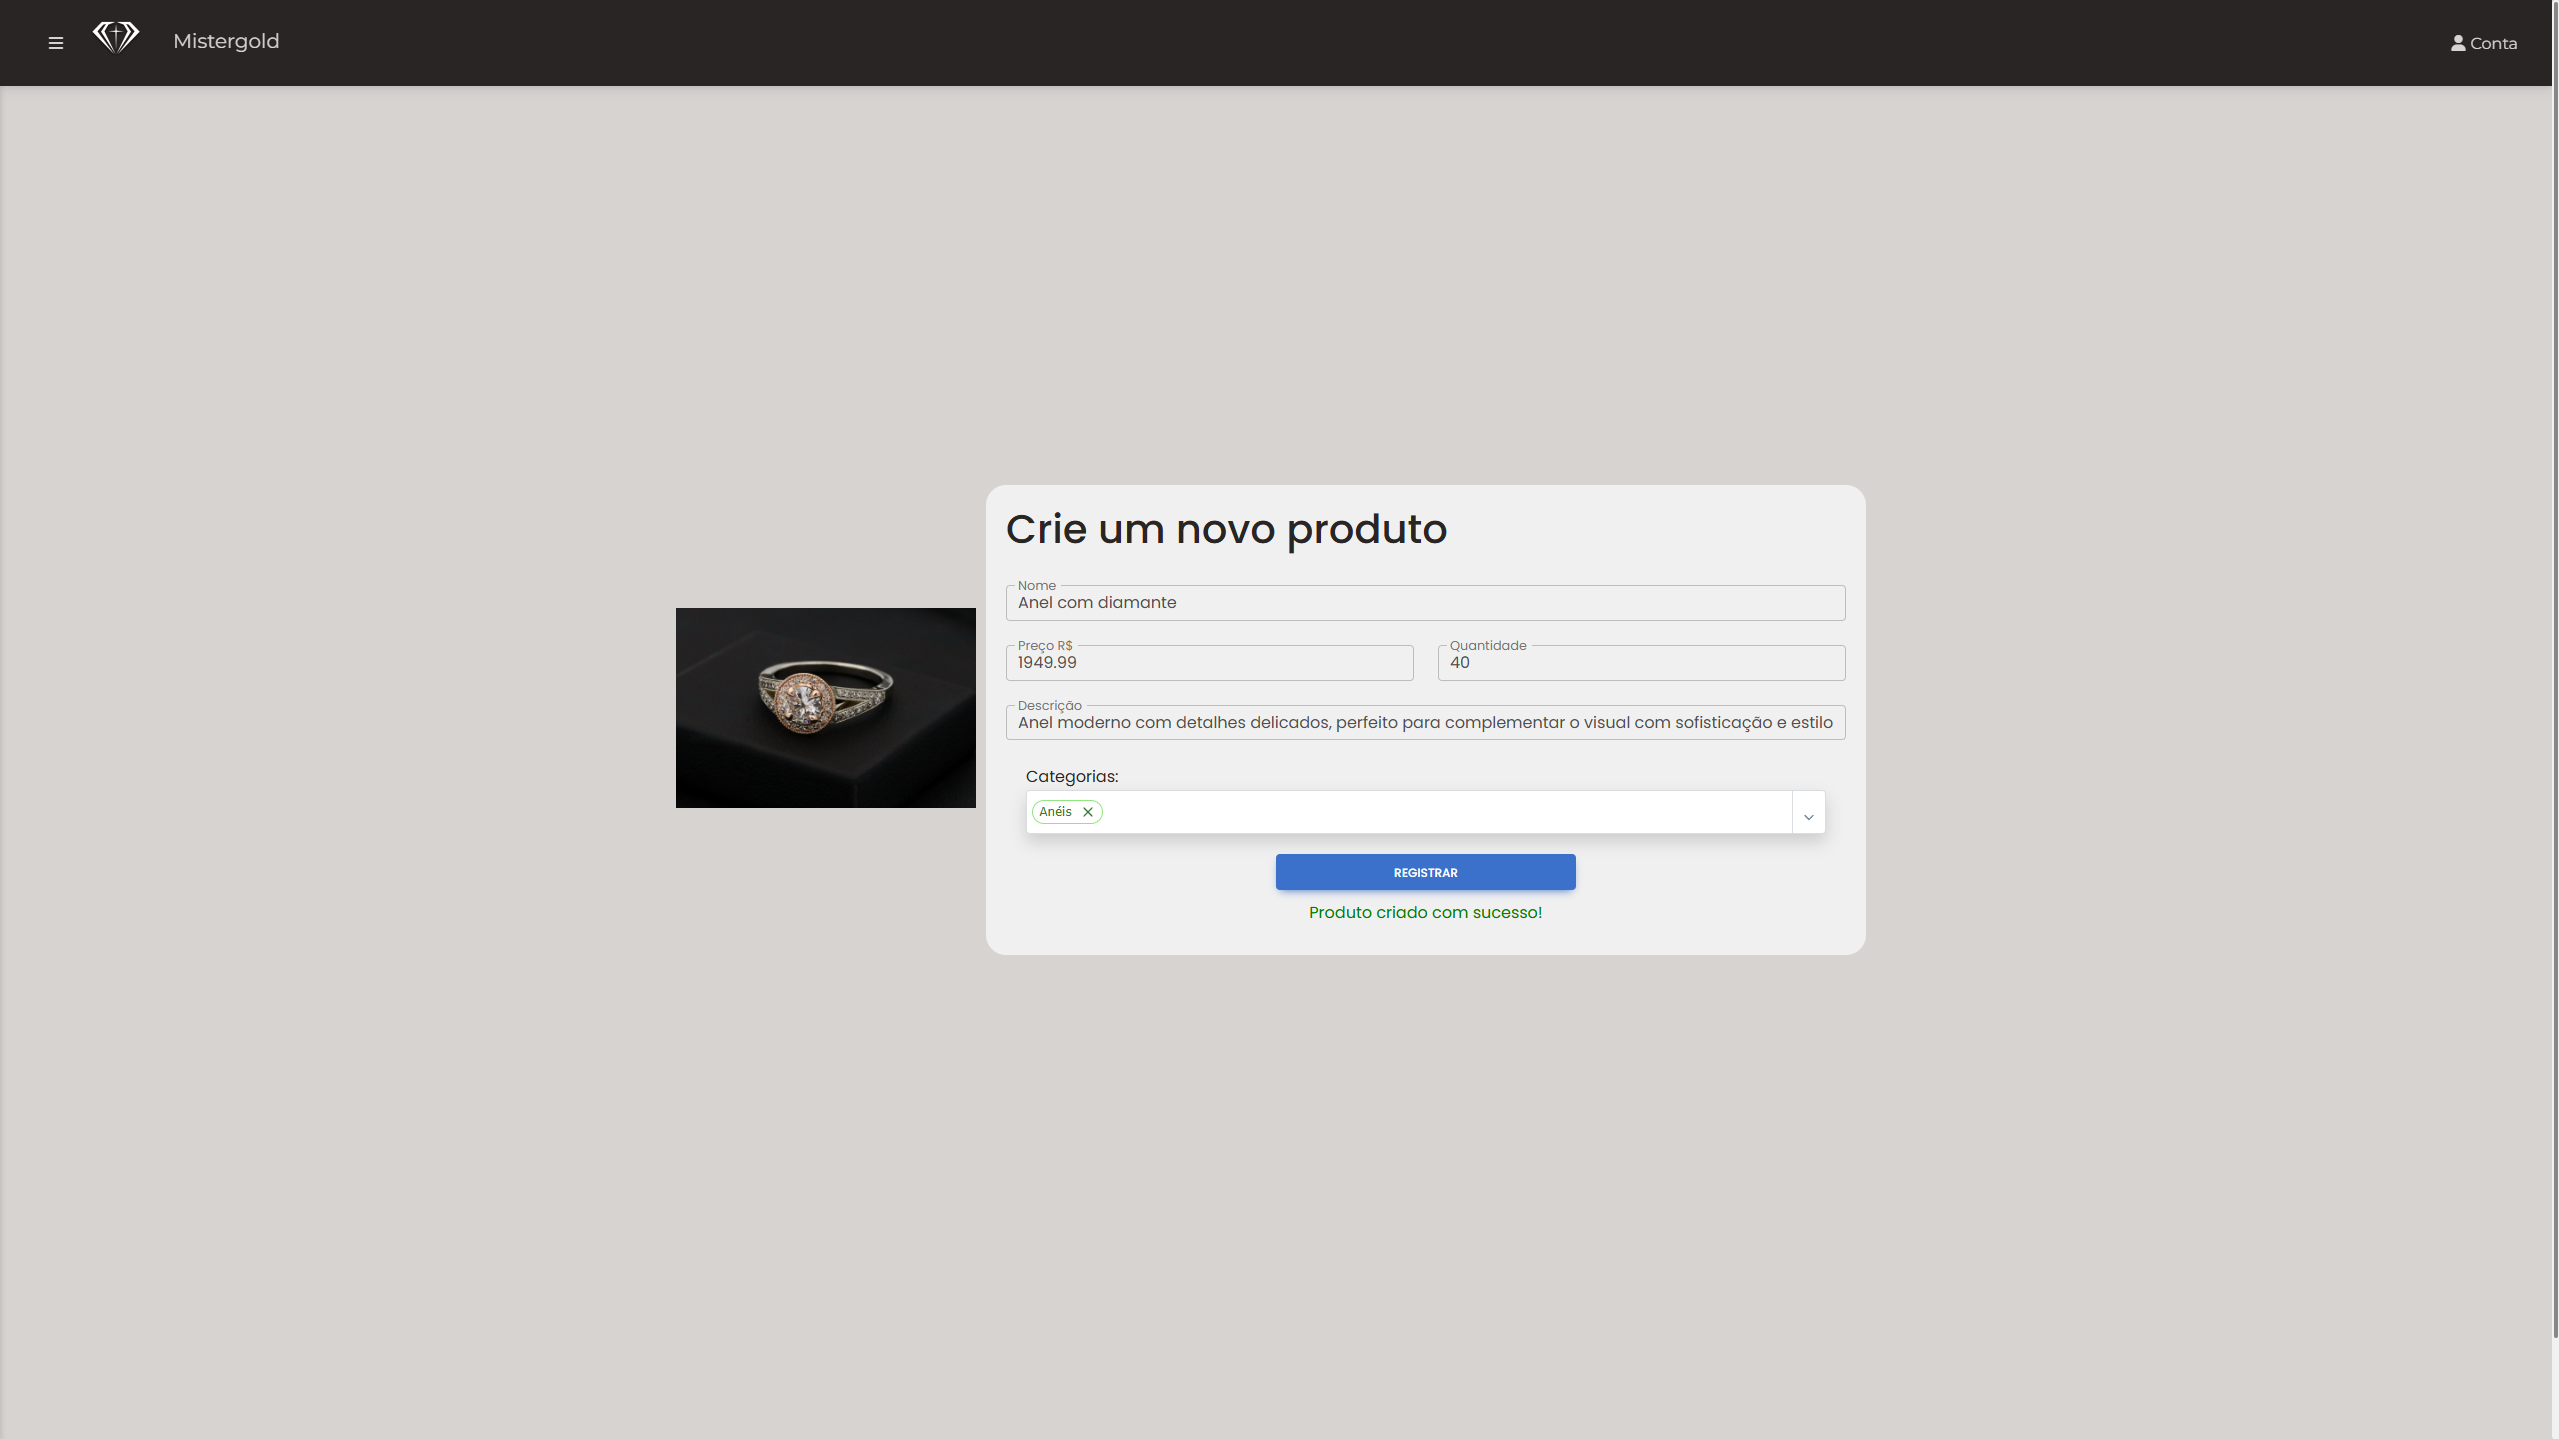 Mistergold
Conta
Crie um novo produto
Nome
Anel com diamante
Preço R$
1949.99
Quantidade
40
Descrição
Anel moderno com detalhes delicados, perfeito para complementar o visual com sofisticação e estilo
Categorias:
Anéis
REGISTRAR
Produto criado com sucesso!